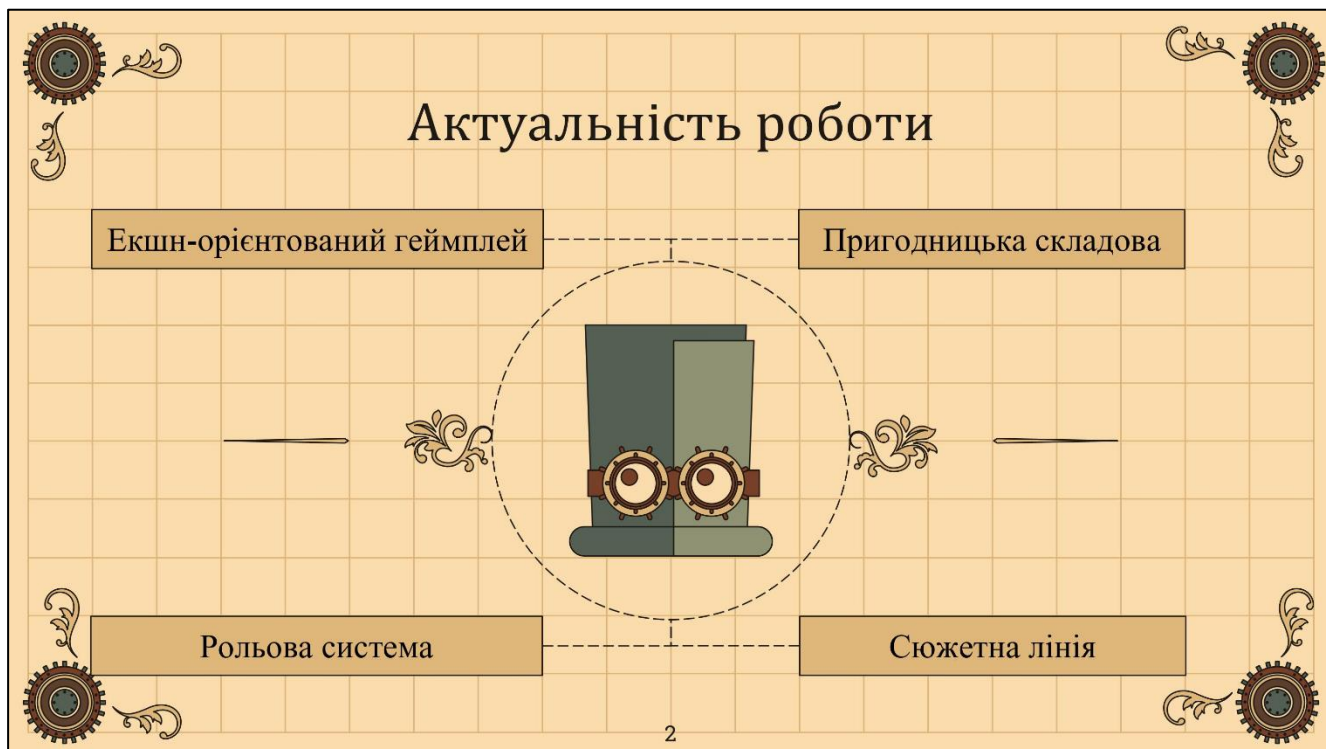 Актуальність роботи
Екшн-орієнтований геймплей
Пригодницька складова
Рольова система
Сюжетна лінія
2